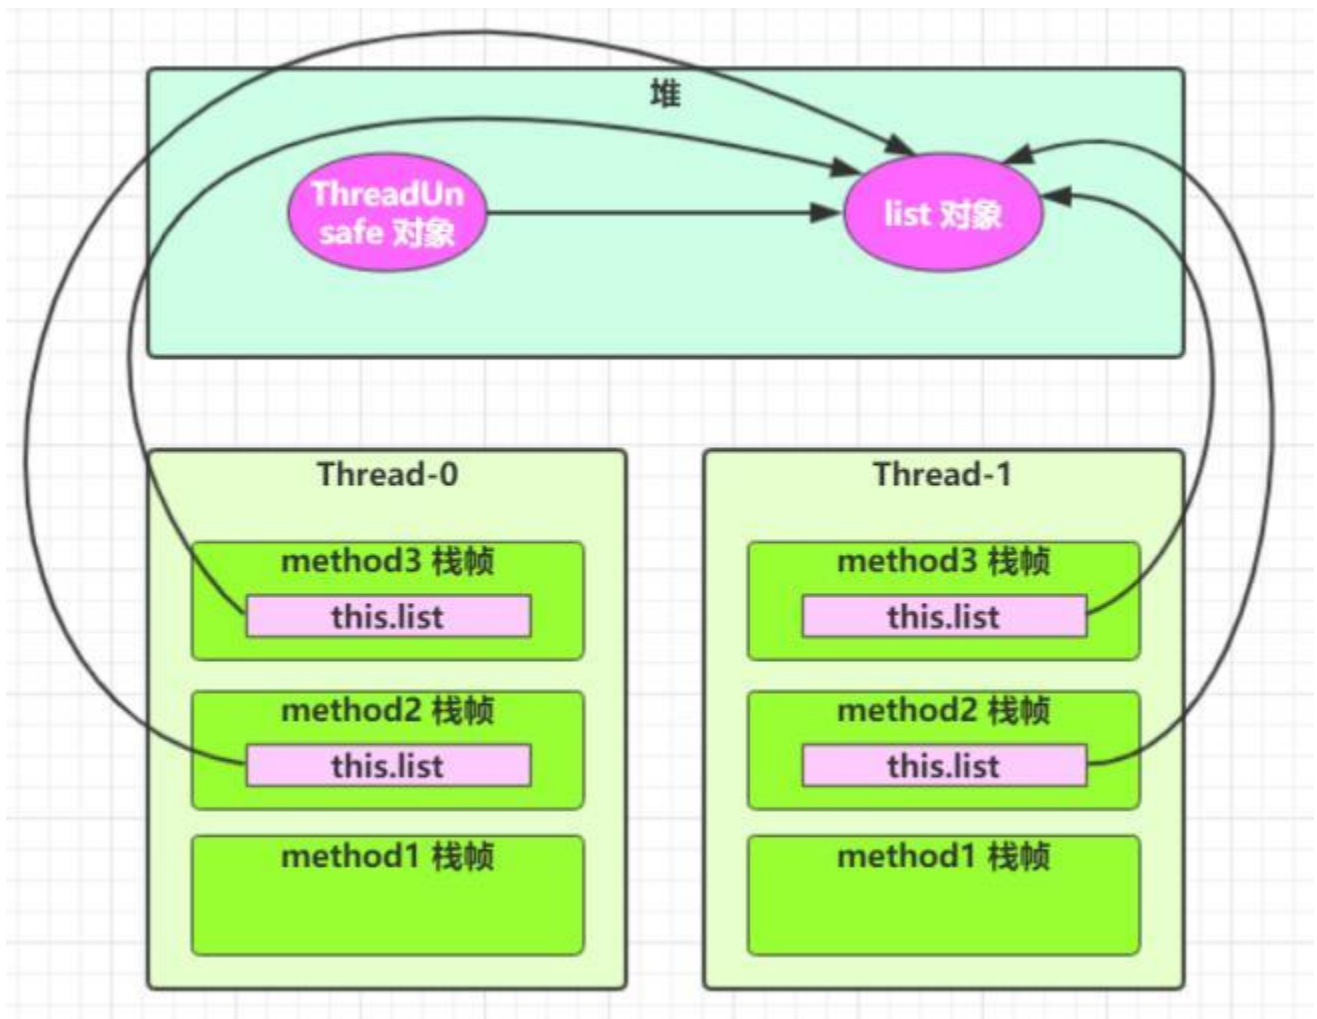 堆
ThreadUn
safe 对象
list 对象
Thread-0
method3 栈帧
this.list
method2 栈帧
this.list
method1 栈帧
Thread-1
method3 栈帧
this.list
method2 栈帧
this.list
method1 栈帧